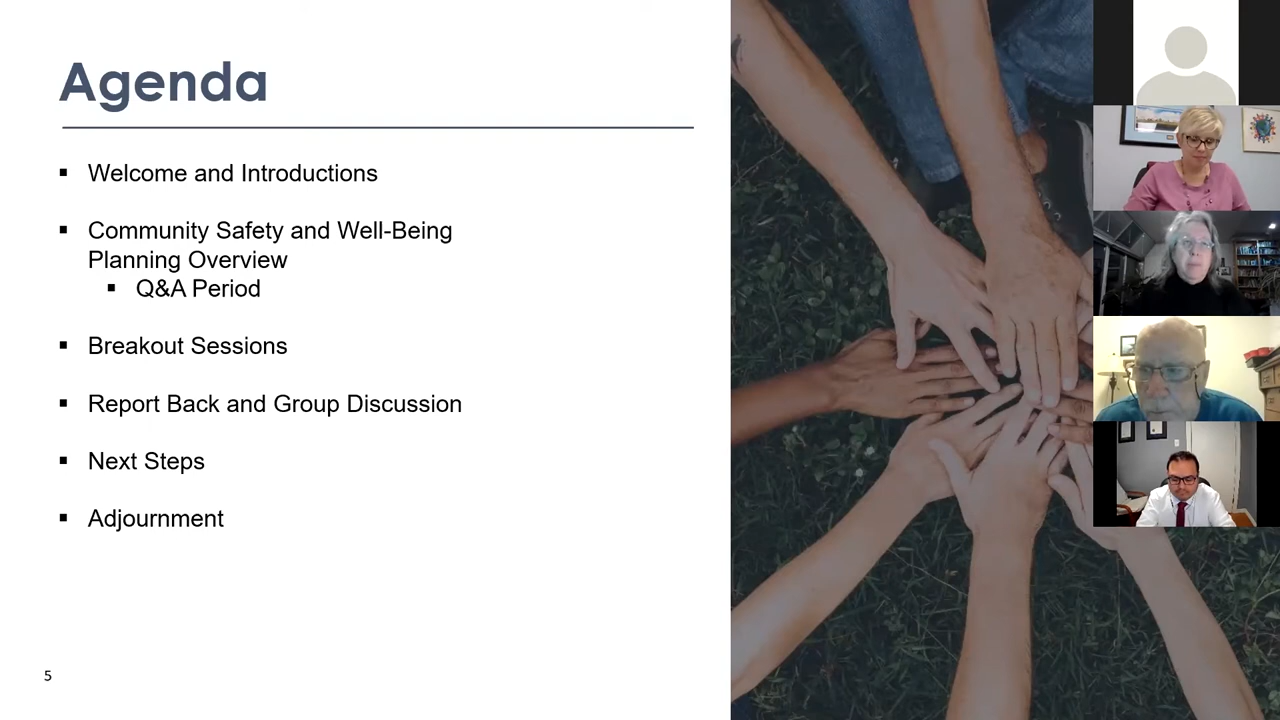 Agenda
▪ Welcome and Introductions
▪ Community Safety and Well-Being
Planning Overview
▪ Q&A Period
▪ Breakout Sessions
▪ Report Back and Group Discussion
▪ Next Steps
▪ Adjournment
5